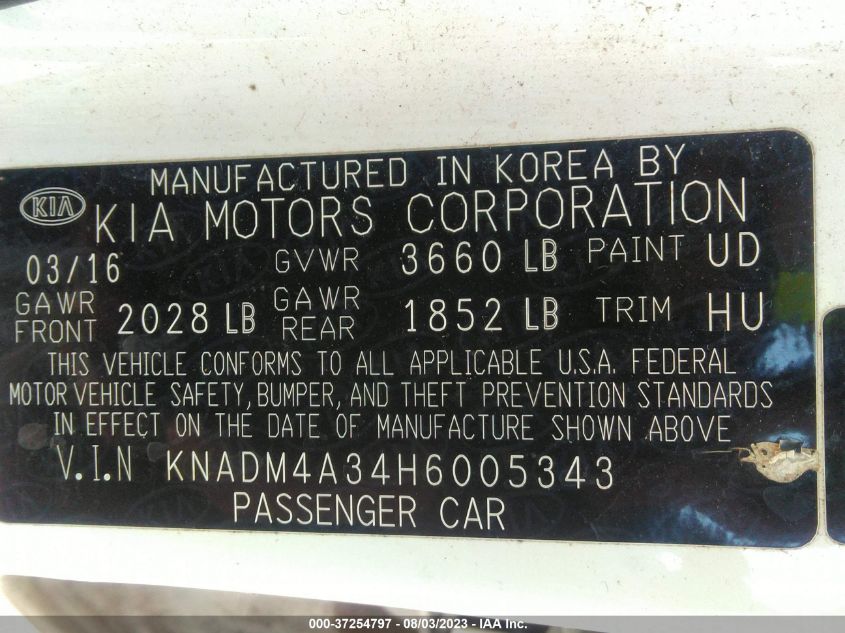 MANUFACTURED IN KOREA BY
KIA KIA MOTORS CORPORATION
03/16 GVWR 3660 LB PAINT UD
GAWR FRONT 2028 LB GAWR REAR 1852 LB TRIM HU
THIS VEHICLE CONFORMS TO ALL APPLICABLE U.S.A. FEDERAL
MOTOR VEHICLE SAFETY, BUMPER, AND THEFT PREVENTION STANDARDS
IN EFFECT ON THE DATE OF MANUFACTURE SHOWN ABOVE
V.I.N KNADM4A34H6005343
PASSENGER CAR
000-37254797 - 08/03/2023 - IAA Inc.